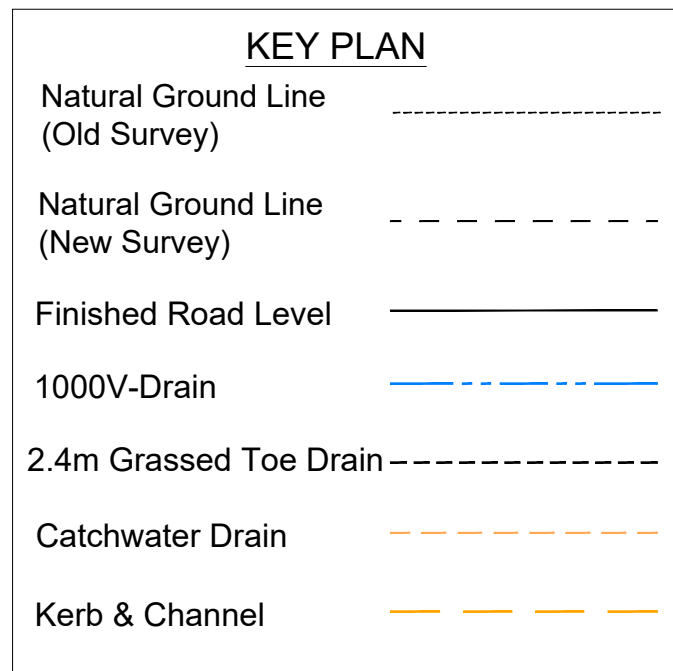 KEY PLAN
Natural Ground Line
(Old Survey)
Natural Ground Line
(New Survey)
Finished Road Level
1000V-Drain
2.4m Grassed Toe Drain
Catchwater Drain
Kerb & Channel